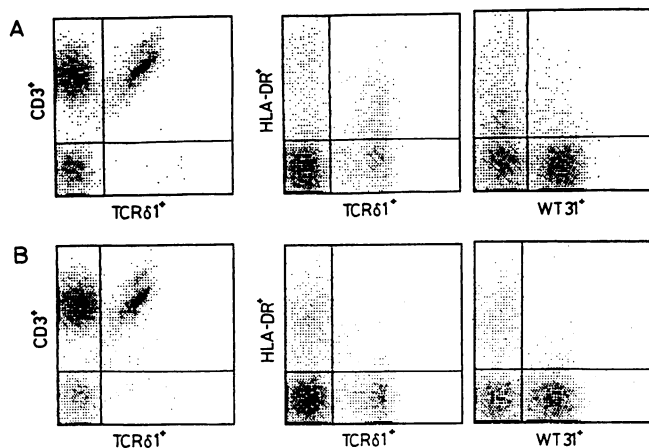 A
CD3⁺
TCRδ1⁺
HLA-DR⁺
TCRδ1⁺
WT31⁺
B
CD3⁺
TCRδ1⁺
HLA-DR⁺
TCRδ1⁺
WT31⁺